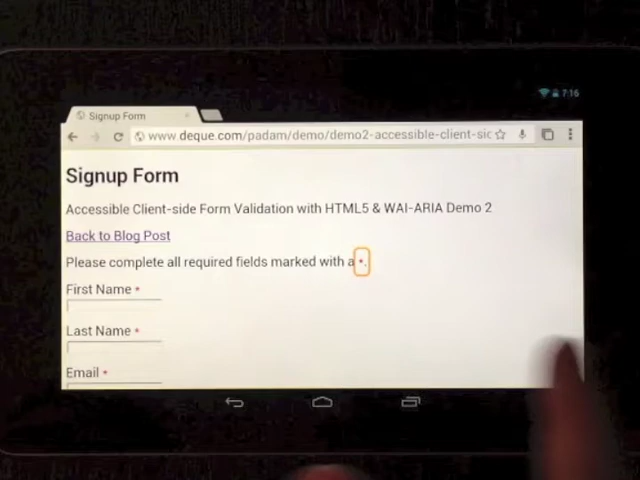 7:16
Signup Form
www.deque.com/padam/demo/demo2-accessible-client-sic
Signup Form
Accessible Client-side Form Validation with HTML5 & WAI-ARIA Demo 2
Back to Blog Post
Please complete all required fields marked with a *.
First Name *
Last Name *
Email *